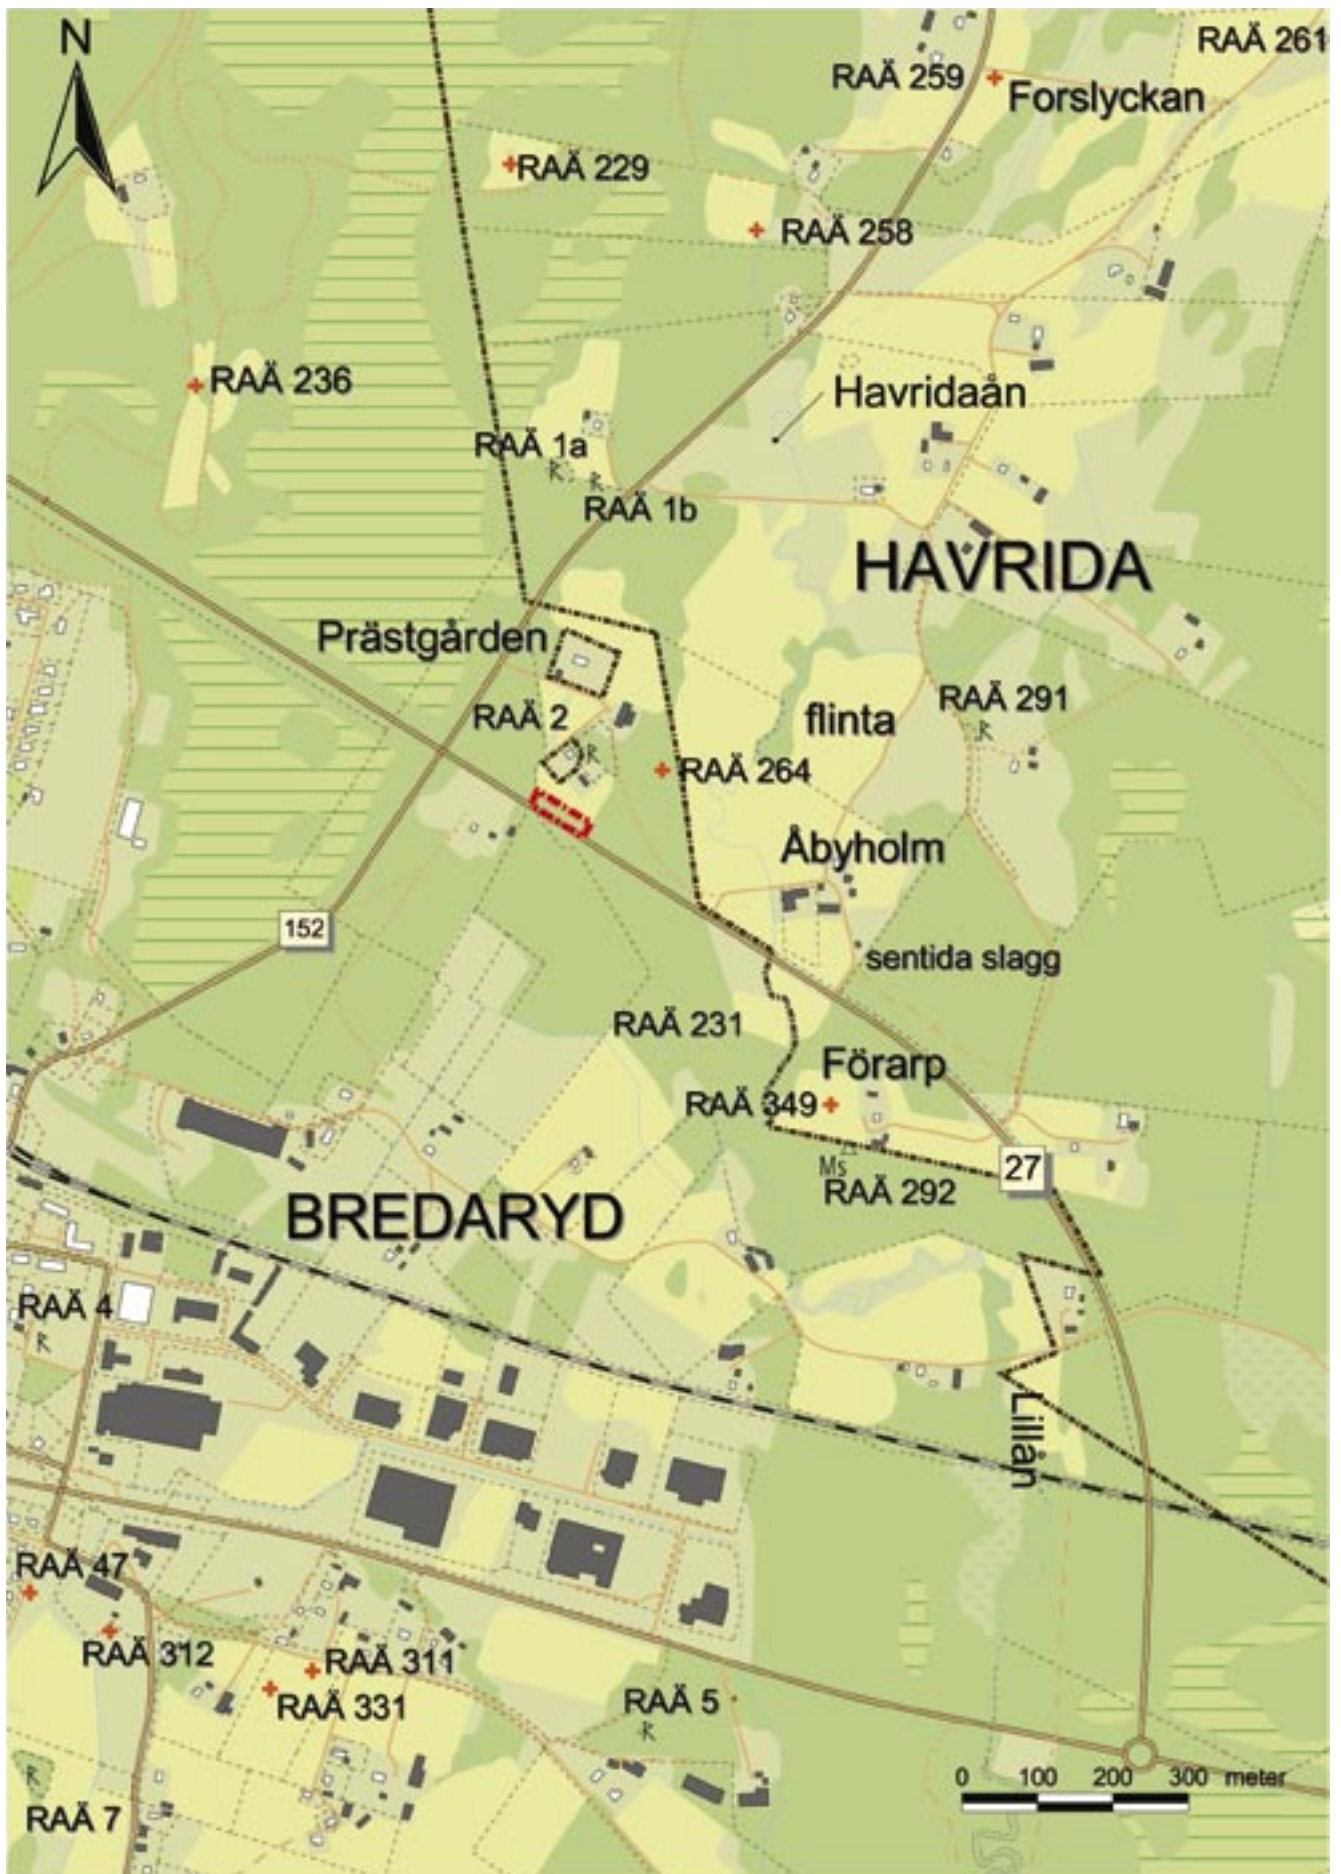 N
RAÄ 261
RAÄ 259
Forslyckan
RAÄ 229
RAÄ 258
RAÄ 236
Havridaån
RAÄ 1a
R
R
RAÄ 1b
HAVRIDA
Prästgården
RAÄ 2
R
flinta
RAÄ 291
R
RAÄ 264
Åbyholm
152
sentida slagg
RAÄ 231
Förarp
RAÄ 349
Ms
27
RAÄ 292
BREDARYD
RAÄ 4
R
Lillån
RAÄ 47
RAÄ 312
RAÄ 311
RAÄ 331
RAÄ 5
R
R
RAÄ 7
0 100 200 300 meter